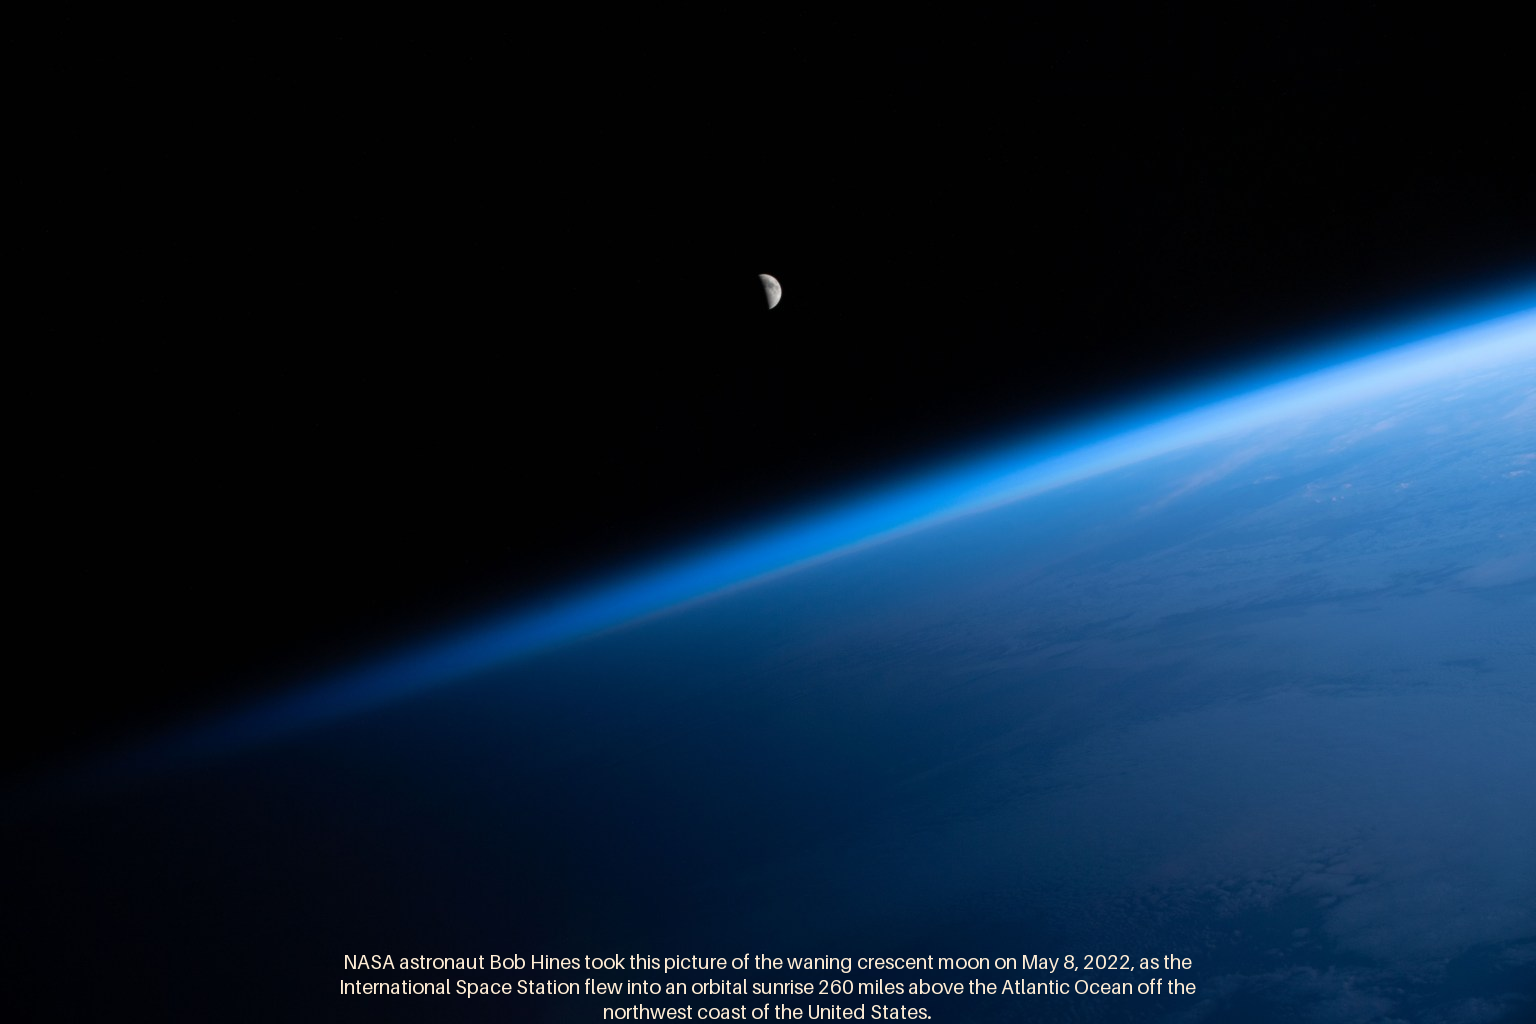 NASA astronaut Bob Hines took this picture of the waning crescent moon on May 8, 2022, as the
International Space Station flew into an orbital sunrise 260 miles above the Atlantic Ocean off the
northwest coast of the United States.